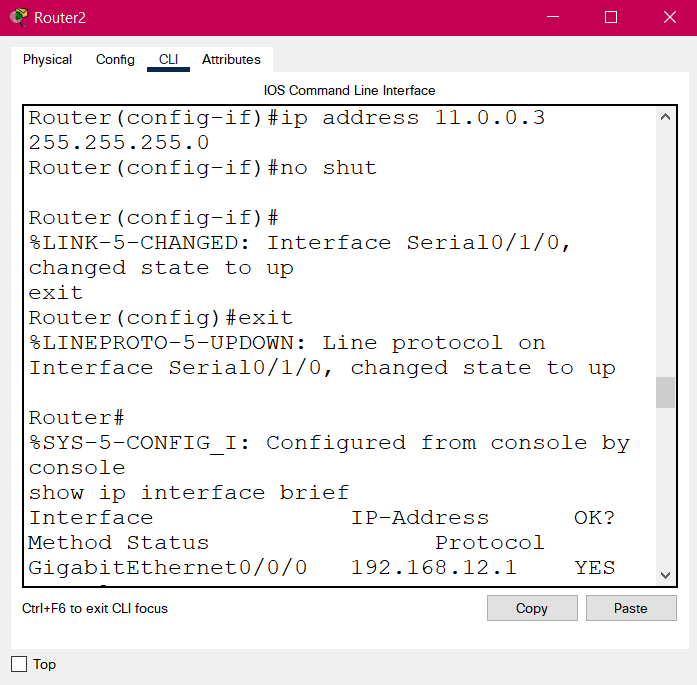 Router2
Physical Config CLI Attributes
IOS Command Line Interface
Router(config-if)#ip address 11.0.0.3
255.255.255.0
Router(config-if)#no shut
Router(config-if)#
%LINK-5-CHANGED: Interface Serial0/1/0,
changed state to up
exit
Router(config)#exit
%LINEPROTO-5-UPDOWN: Line protocol on
Interface Serial0/1/0, changed state to up
Router#
%SYS-5-CONFIG_I: Configured from console by
console
show ip interface brief
Interface IP-Address OK?
Method Status Protocol
GigabitEthernet0/0/0 192.168.12.1 YES
Ctrl+F6 to exit CLI focus
Copy Paste
Top